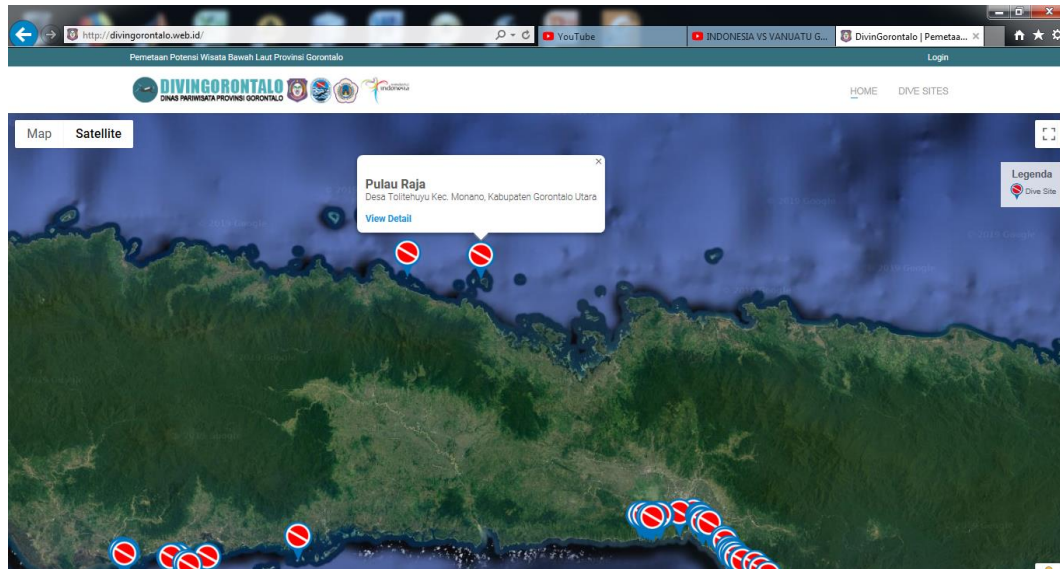 http://divingorontalo.web.id/
YouTube
INDONESIA VS VANUATU G...
DivinGorontalo | Pemetaa...
Pemetaan Potensi Wisata Bawah Laut Provinsi Gorontalo
Login
DIVINGORONTALO
DINAS PARIWISATA PROVINSI GORONTALO
indonesia
HOME
DIVE SITES
Map
Satellite
Pulau Raja
Desa Tolitehuyu Kec. Monano, Kabupaten Gorontalo Utara
View Detail
Legenda
Dive Site